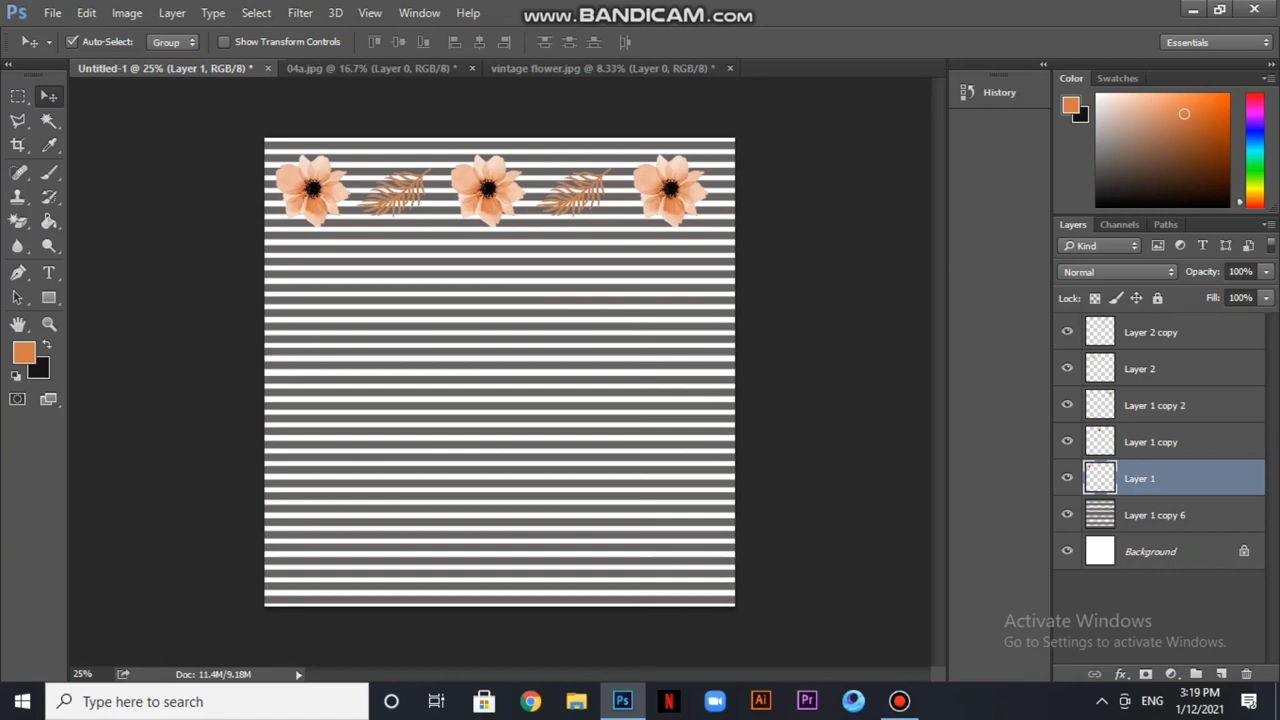 www.BANDICAM.com
Ps File Edit Image Layer Type Select Filter 3D View Window Help
Auto-Select: Group Show Transform Controls Essentials
Untitled-1 @ 25% (Layer 1, RGB/8) * × 04a.jpg @ 16.7% (Layer 0, RGB/8) * × vintage flower.jpg @ 8.33% (Layer 0, RGB/8) * ×
History
Color Swatches
Layers Channels Paths
Kind
Normal Opacity: 100%
Lock: Fill: 100%
Layer 2 copy
Layer 2
Layer 1 copy 2
Layer 1 copy
Layer 1
Layer 1 copy 6
Background
Activate Windows
Go to Settings to activate Windows.
25% Doc: 11.4M/9.18M
Type here to search
Ps N Ai Pr
ENG
3:19 PM
1/12/2021